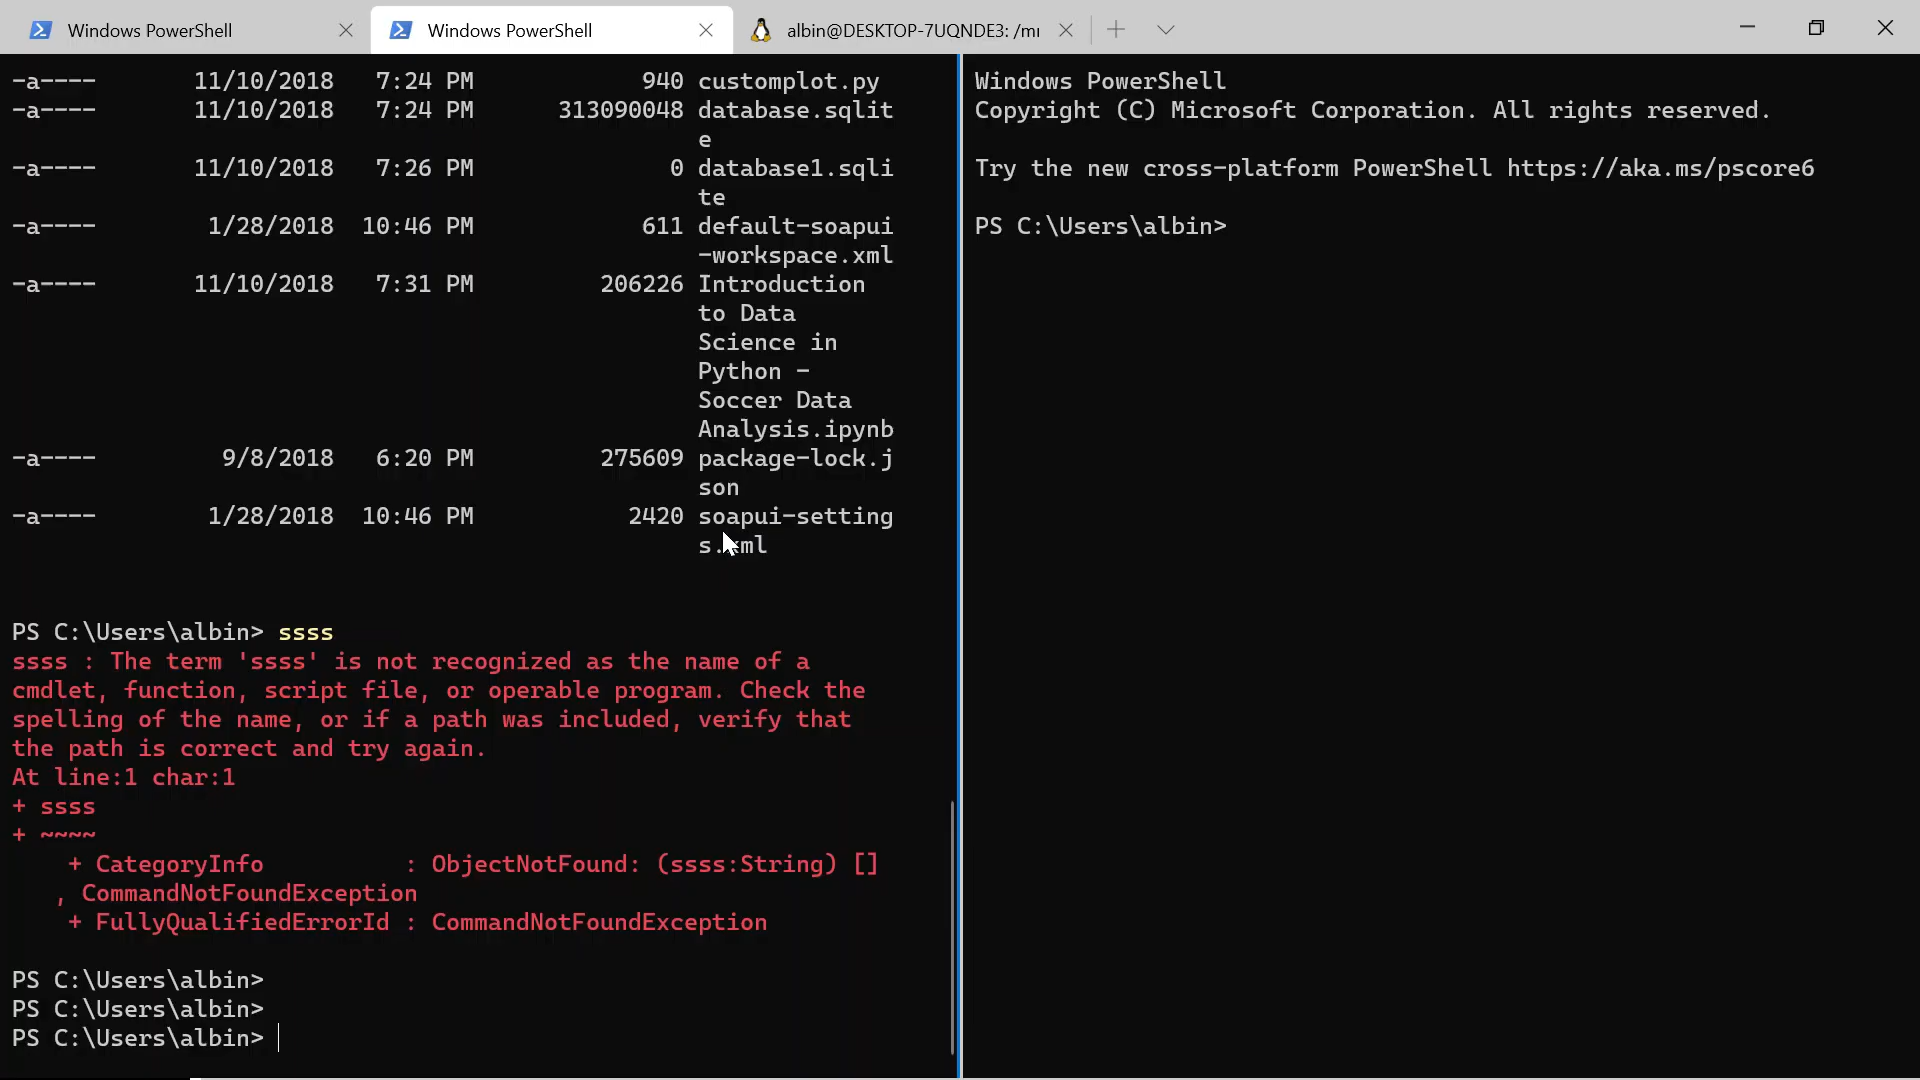 Windows PowerShell
Windows PowerShell
albin@DESKTOP-7UQNDE3: /m
-a---- 11/10/2018 7:24 PM 940 customplot.py
-a---- 11/10/2018 7:24 PM 313090048 database.sqlit
e
-a---- 11/10/2018 7:26 PM 0 database1.sqli
te
-a---- 1/28/2018 10:46 PM 611 default-soapui
-workspace.xml
-a---- 11/10/2018 7:31 PM 206226 Introduction
to Data
Science in
Python -
Soccer Data
Analysis.ipynb
-a---- 9/8/2018 6:20 PM 275609 package-lock.j
son
-a---- 1/28/2018 10:46 PM 2420 soapui-setting
s.xml
PS C:\Users\albin> ssss
ssss : The term 'ssss' is not recognized as the name of a
cmdlet, function, script file, or operable program. Check the
spelling of the name, or if a path was included, verify that
the path is correct and try again.
At line:1 char:1
+ ssss
+ ~~~~
    + CategoryInfo          : ObjectNotFound: (ssss:String) []
   , CommandNotFoundException
    + FullyQualifiedErrorId : CommandNotFoundException
PS C:\Users\albin>
PS C:\Users\albin>
PS C:\Users\albin>
Windows PowerShell
Copyright (C) Microsoft Corporation. All rights reserved.
Try the new cross-platform PowerShell https://aka.ms/pscore6
PS C:\Users\albin>